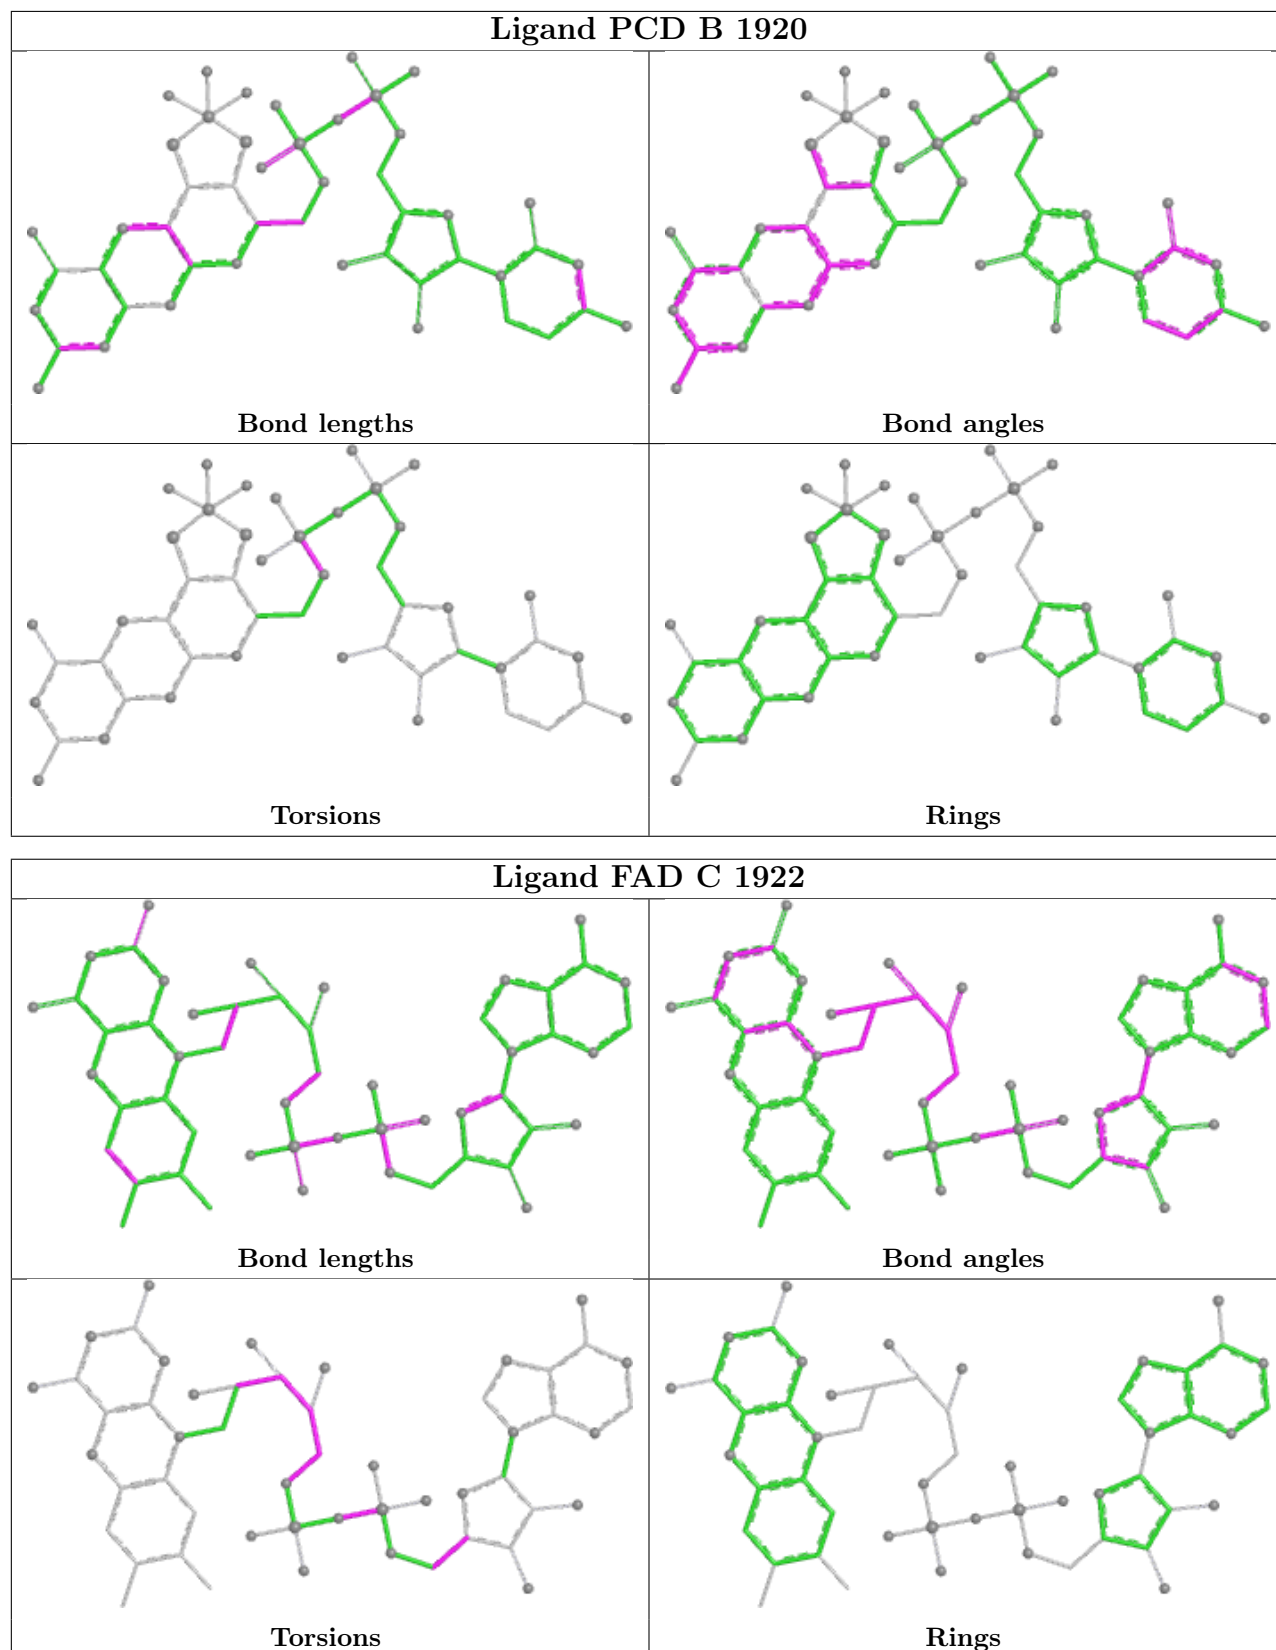 Ligand PCD B 1920
Bond lengths
Bond angles
Torsions
Rings
Ligand FAD C 1922
Bond lengths
Bond angles
Torsions
Rings